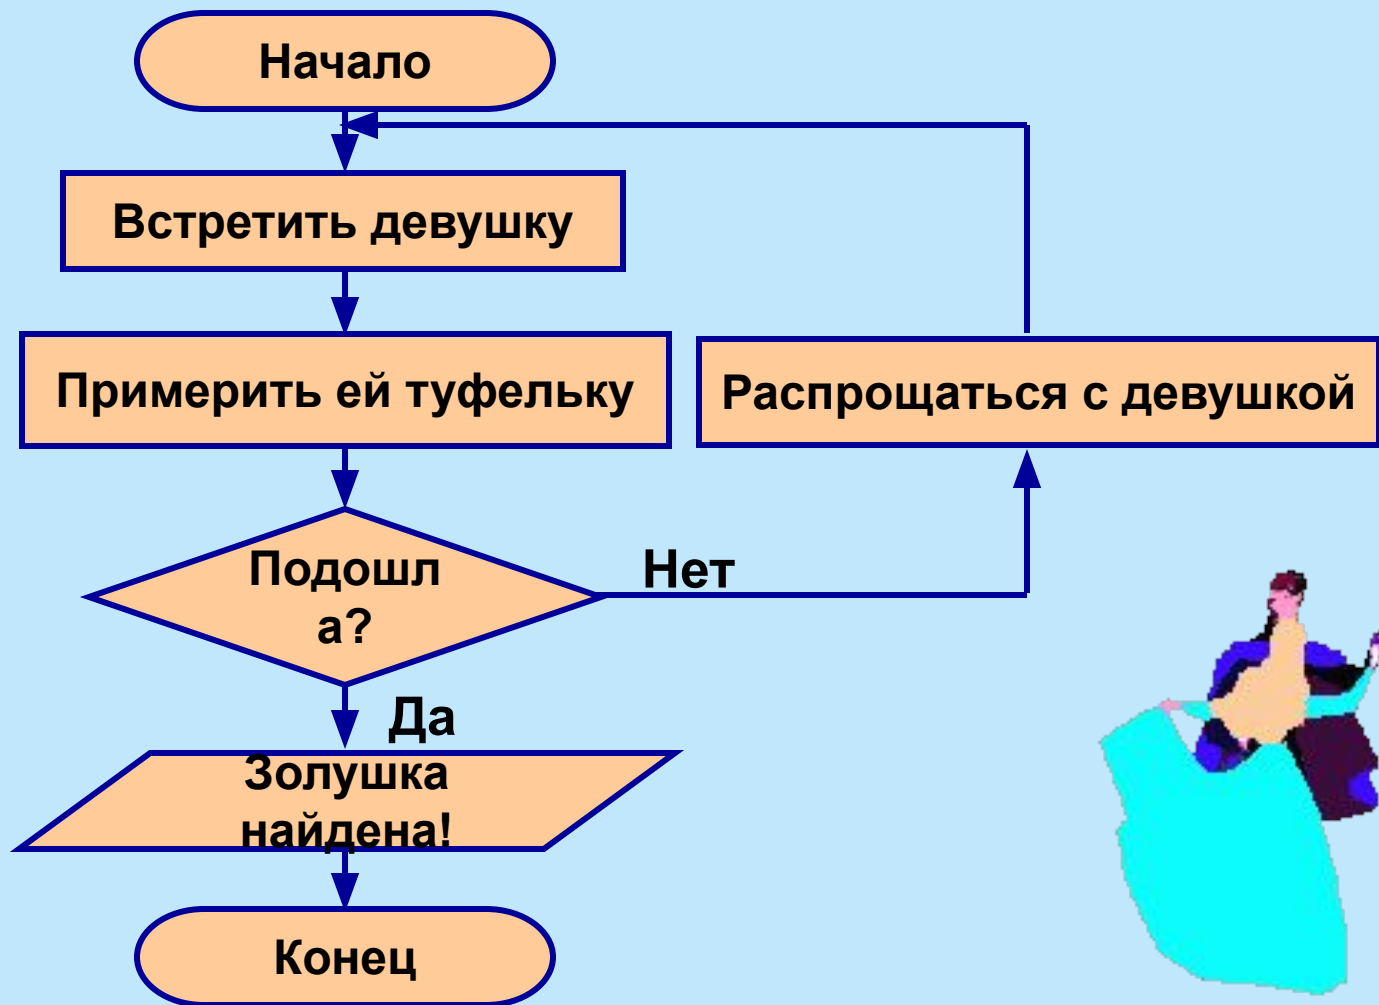 Начало
Встретить девушку
Примерить ей туфельку
Распрощаться с девушкой
Подошл
а?
Нет
Да
Золушка
найдена!
Конец